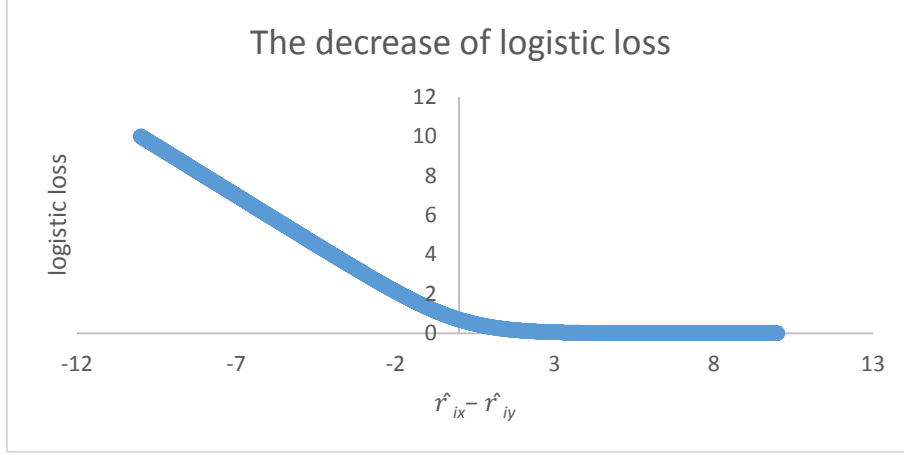 The decrease of logistic loss
12
10
8
6
4
2
0
-12 -7 -2 3 8 13
logistic loss
r̂ ix − r̂ iy